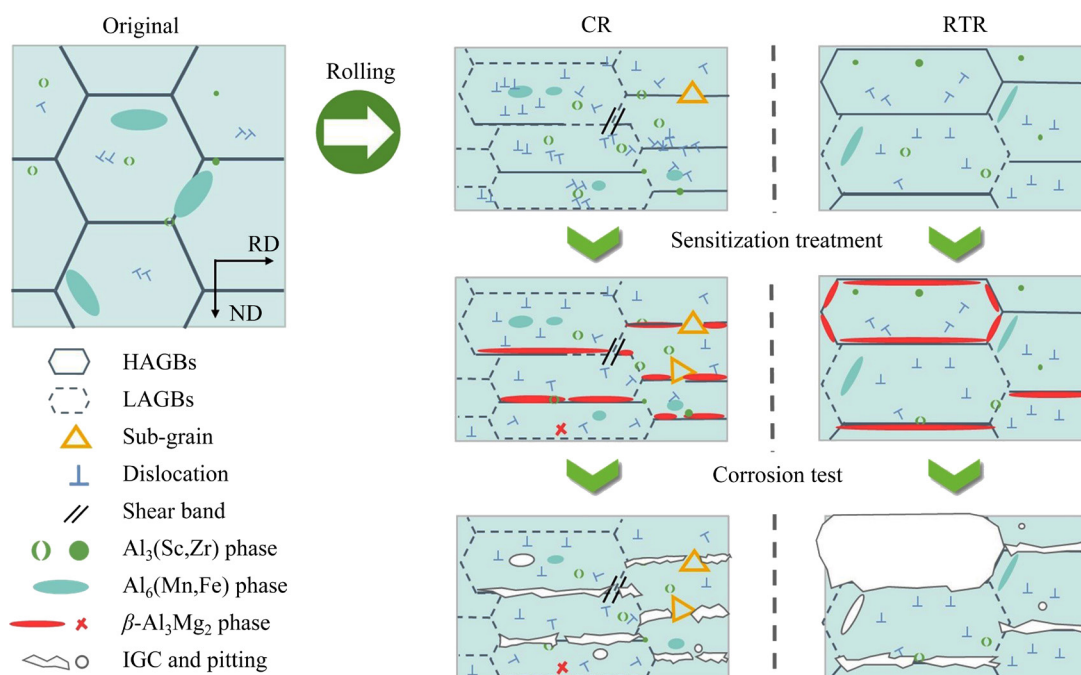 Original
Rolling
CR
RTR
RD
ND
Sensitization treatment
HAGBs
LAGBs
Sub-grain
Dislocation
Shear band
Al₃(Sc,Zr) phase
Al₆(Mn,Fe) phase
β-Al₃Mg₂ phase
IGC and pitting
Corrosion test